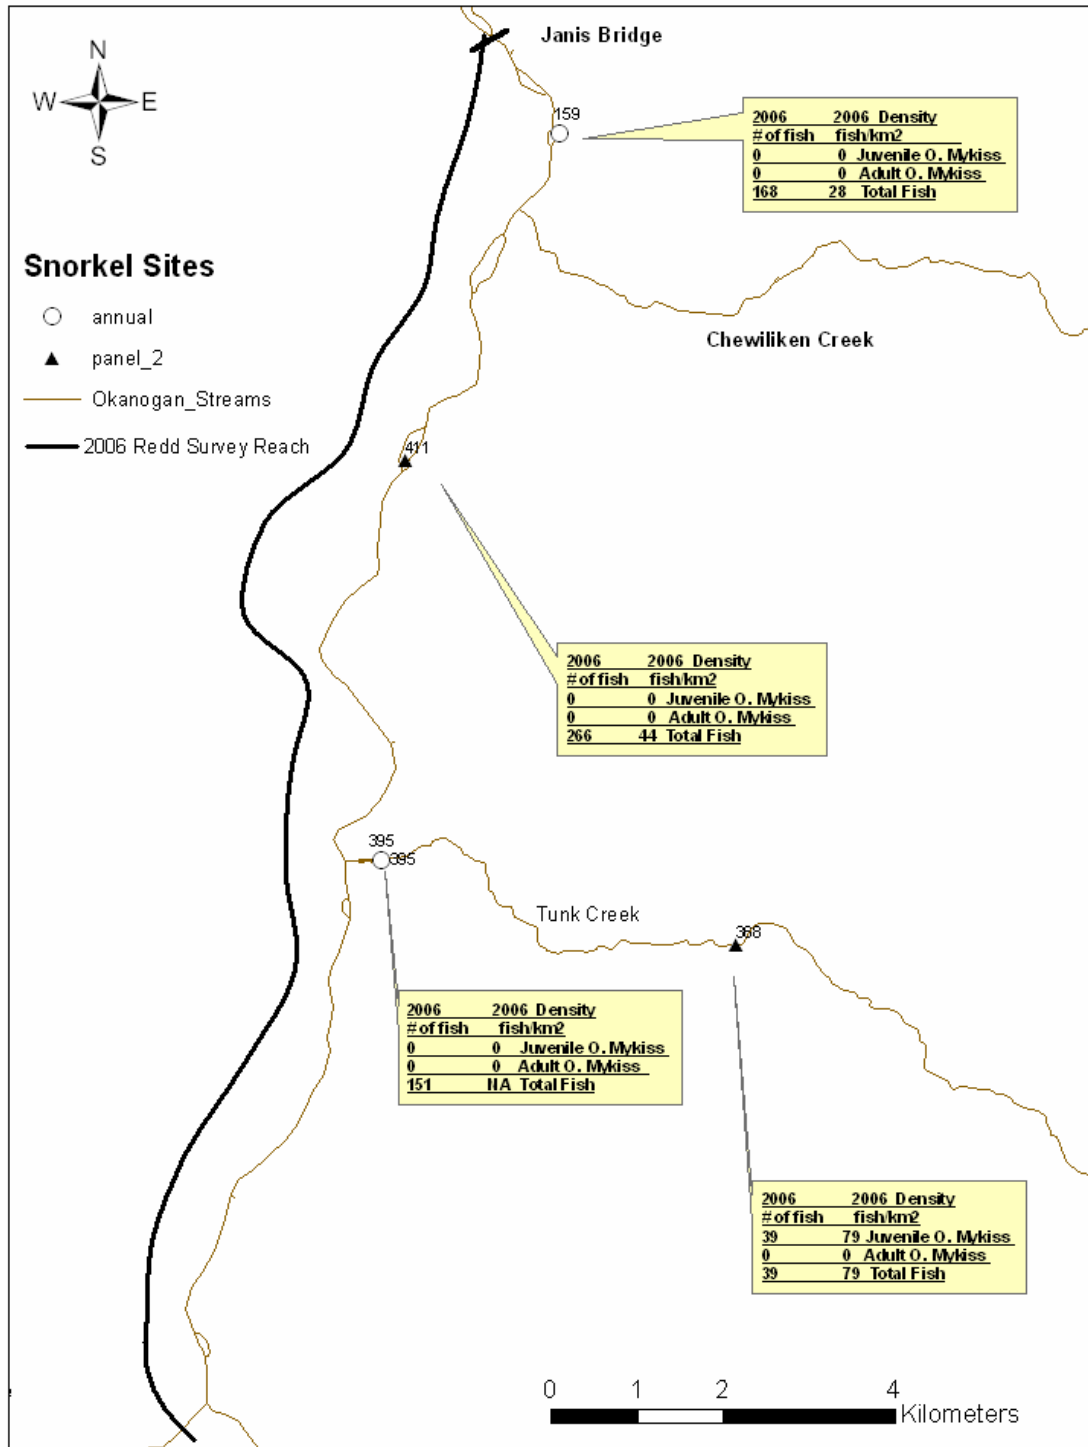 Janis Bridge
N
W E
S
159
2006 2006 Density
# of fish fish/km2
0 0 Juvenile O. Mykiss
0 0 Adult O. Mykiss
168 28 Total Fish
Snorkel Sites
annual
panel_2
Okanogan_Streams
2006 Redd Survey Reach
Chewiliken Creek
411
2006 2006 Density
# of fish fish/km2
0 0 Juvenile O. Mykiss
0 0 Adult O. Mykiss
266 44 Total Fish
395
395
Tunk Creek
368
2006 2006 Density
# of fish fish/km2
0 0 Juvenile O. Mykiss
0 0 Adult O. Mykiss
151 NA Total Fish
2006 2006 Density
# of fish fish/km2
39 79 Juvenile O. Mykiss
0 0 Adult O. Mykiss
39 79 Total Fish
0 1 2 4
Kilometers